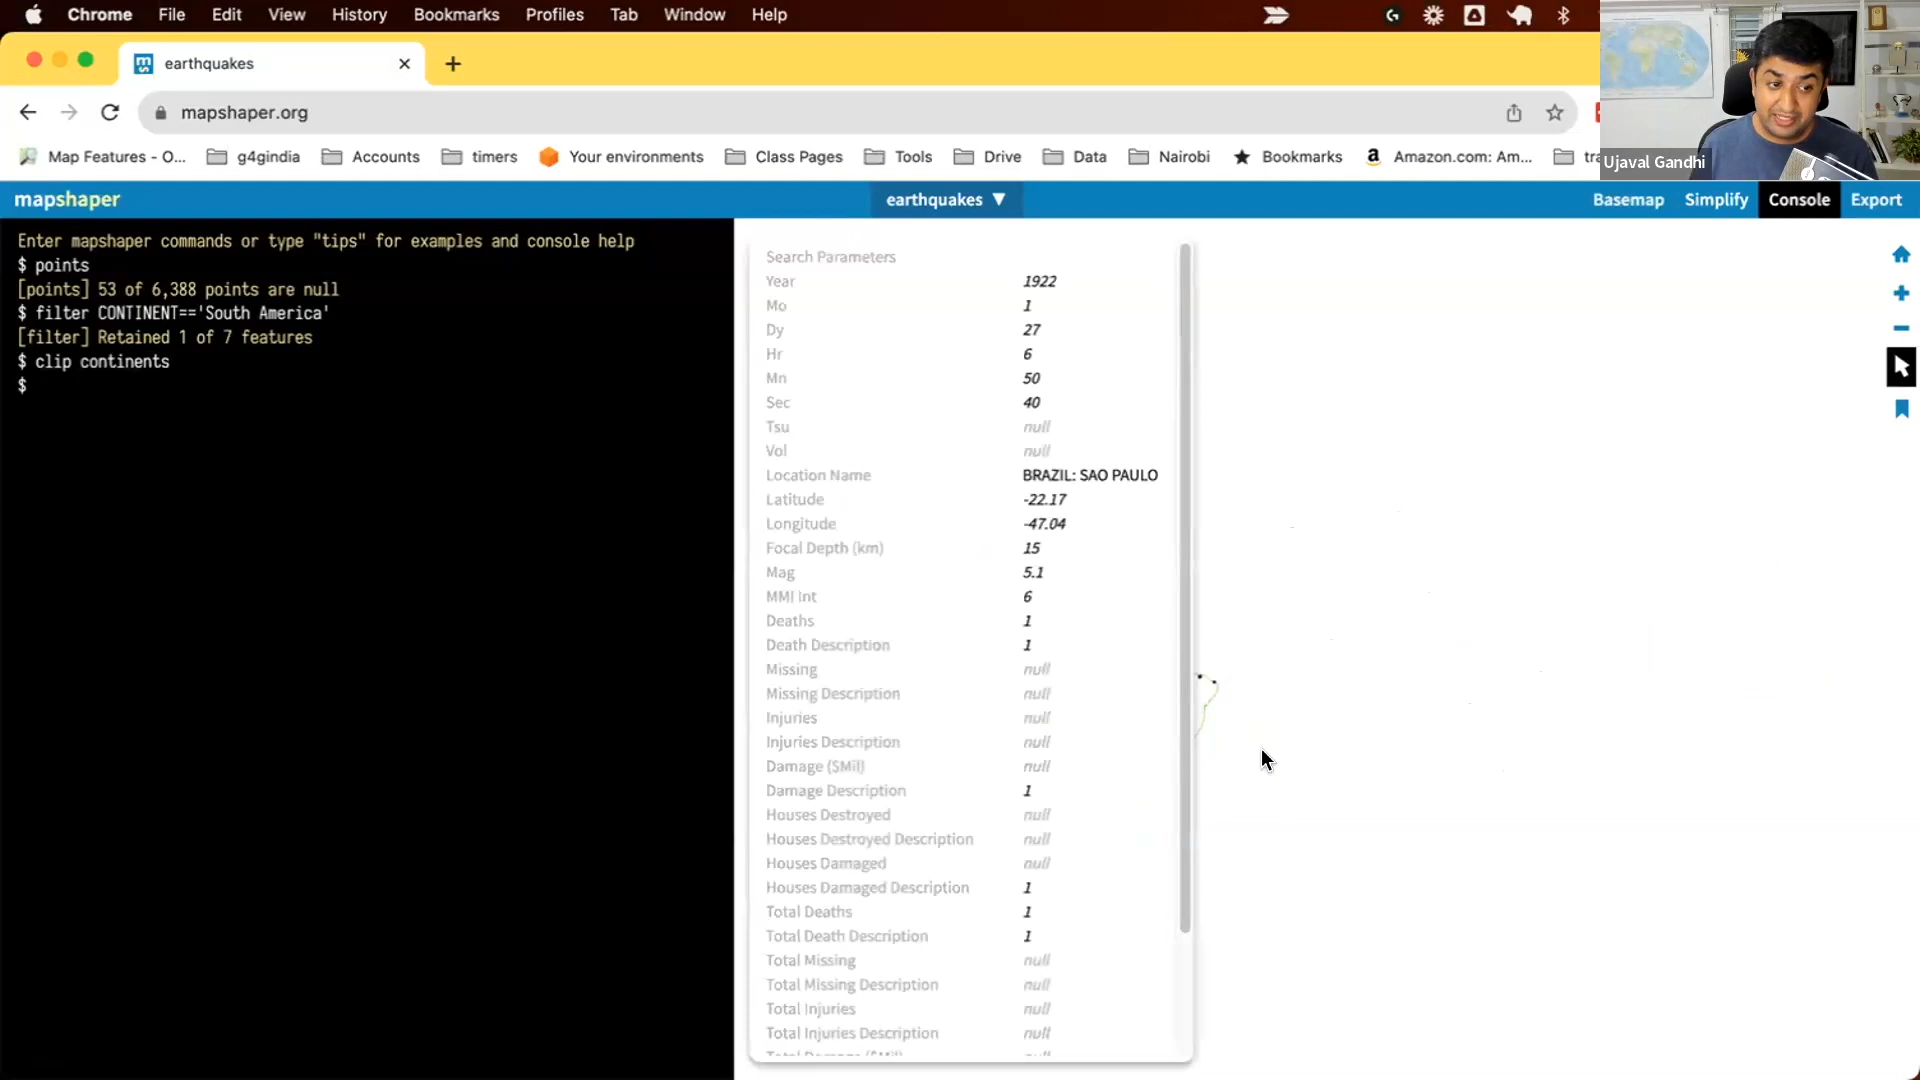 Chrome File Edit View History Bookmarks Profiles Tab Window Help
earthquakes
mapshaper.org
Map Features - O... g4gindia Accounts timers Your environments Class Pages Tools Drive Data Nairobi Bookmarks Amazon.com: Am... tra
Ujaval Gandhi
mapshaper earthquakes ▼ Basemap Simplify Console Export
Enter mapshaper commands or type "tips" for examples and console help
$ points
[points] 53 of 6,388 points are null
$ filter CONTINENT=='South America'
[filter] Retained 1 of 7 features
$ clip continents
$
Search Parameters
Year 1922
Mo 1
Dy 27
Hr 6
Mn 50
Sec 40
Tsu null
Vol null
Location Name BRAZIL: SAO PAULO
Latitude -22.17
Longitude -47.04
Focal Depth (km) 15
Mag 5.1
MMI Int 6
Deaths 1
Death Description 1
Missing null
Missing Description null
Injuries null
Injuries Description null
Damage ($Mil) null
Damage Description 1
Houses Destroyed null
Houses Destroyed Description null
Houses Damaged null
Houses Damaged Description 1
Total Deaths 1
Total Death Description 1
Total Missing null
Total Missing Description null
Total Injuries null
Total Injuries Description null
Total Damage ($Mil) null